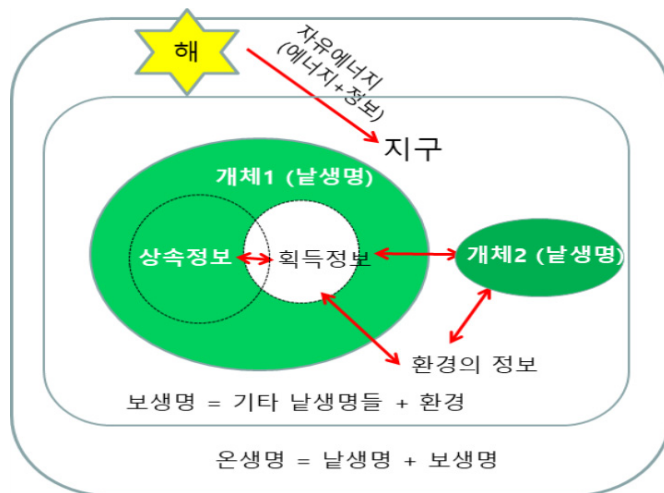 해
자유에너지
(에너지+정보)
지구
개체1 (낱생명)
상속정보
획득정보
개체2 (낱생명)
환경의 정보
보생명 = 기타 낱생명들 + 환경
온생명 = 낱생명 + 보생명